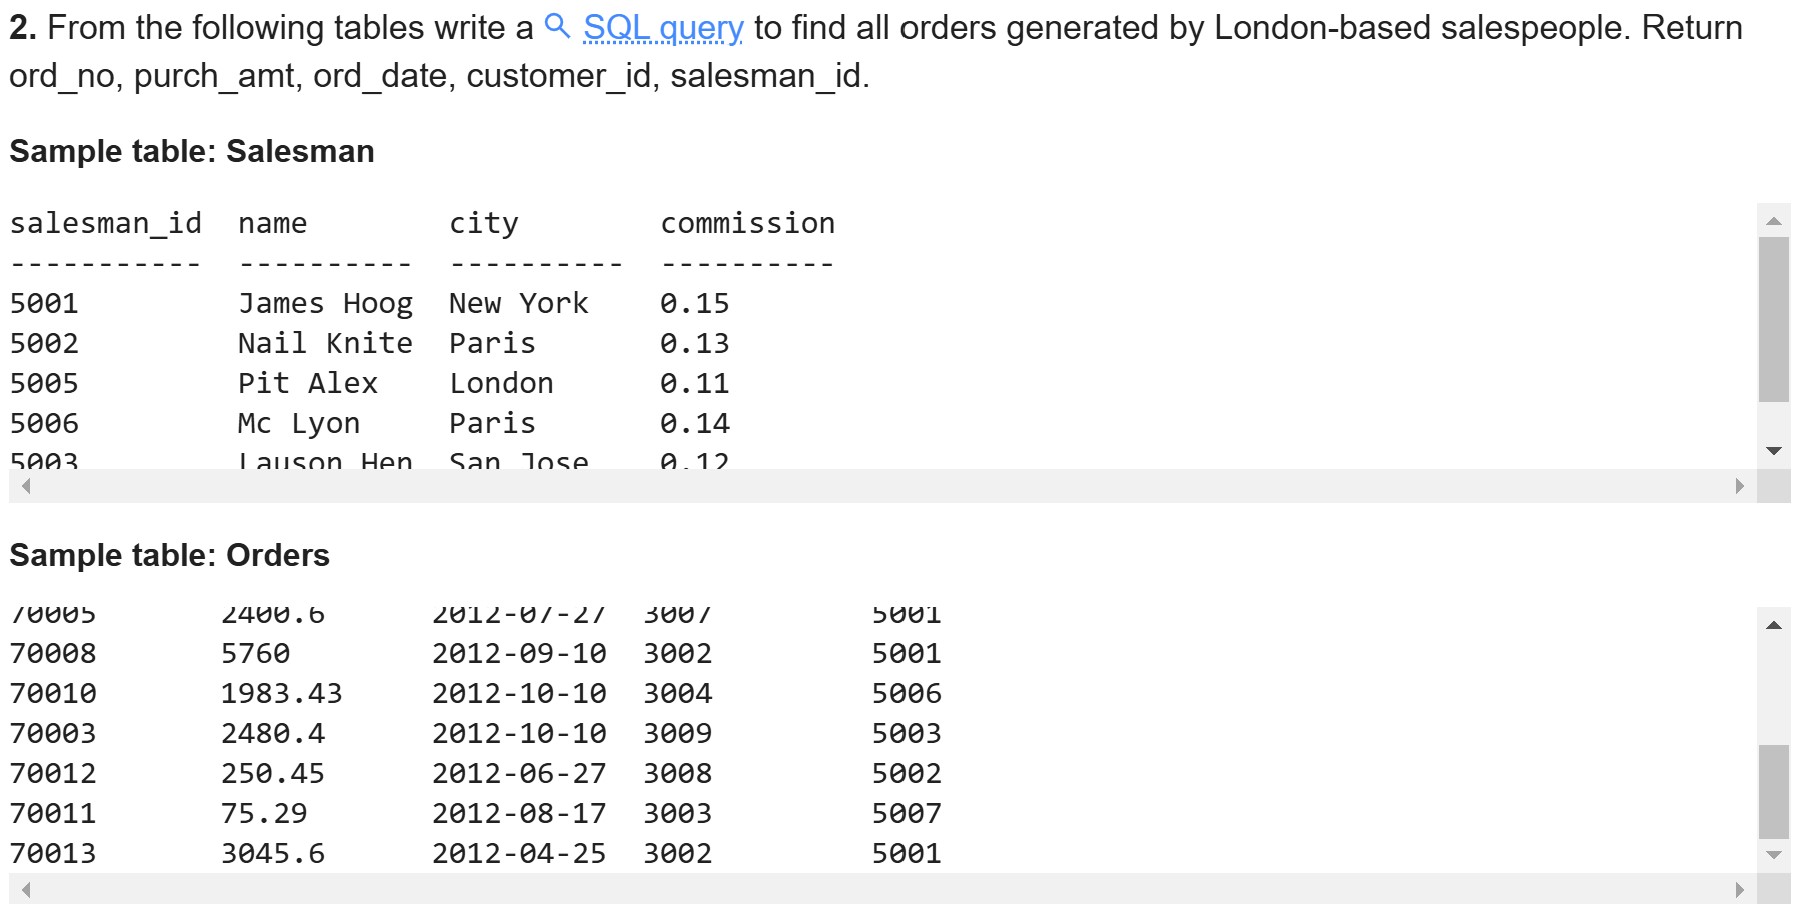 2. From the following tables write a SQL query to find all orders generated by London-based salespeople. Return
ord_no, purch_amt, ord_date, customer_id, salesman_id.
Sample table: Salesman
salesman_id  name        city        commission
-----------  ----------  ----------  ----------
5001         James Hoog  New York    0.15
5002         Nail Knite  Paris       0.13
5005         Pit Alex    London      0.11
5006         Mc Lyon     Paris       0.14
5003         Lauson Hen  San Jose    0.12
Sample table: Orders
70005       2400.6      2012-07-27  3007         5001
70008       5760        2012-09-10  3002         5001
70010       1983.43     2012-10-10  3004         5006
70003       2480.4      2012-10-10  3009         5003
70012       250.45      2012-06-27  3008         5002
70011       75.29       2012-08-17  3003         5007
70013       3045.6      2012-04-25  3002         5001